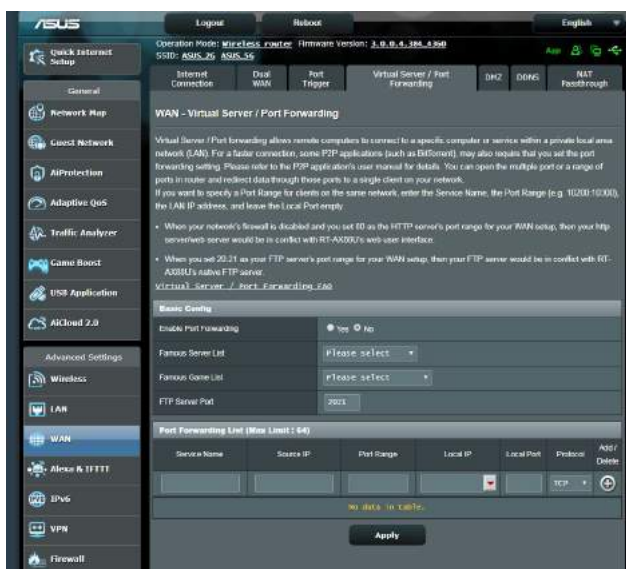 ASUS Logout Reboot English
Operation Mode: Wireless router Firmware Version: 3.0.0.4.384_4360
SSID: ASUS_26 ASUS_56
App
Quick Internet
Setup
General
Network Map
Guest Network
AiProtection
Adaptive QoS
Traffic Analyzer
Game Boost
USB Application
AiCloud 2.0
Advanced Settings
Wireless
LAN
WAN
Alexa & IFTTT
IPv6
VPN
Firewall
Internet Connection
Dual WAN
Port Trigger
Virtual Server / Port Forwarding
DMZ
DDNS
NAT Passthrough
WAN - Virtual Server / Port Forwarding
Virtual Server / Port forwarding allows remote computers to connect to a specific computer or service within a private local area
network (LAN). For a faster connection, some P2P applications (such as BitTorrent), may also require that you set the port
forwarding setting. Please refer to the P2P application's user manual for details. You can open the multiple port or a range of
ports in router and redirect data through those ports to a single client on your network.
If you want to specify a Port Range for clients on the same network, enter the Service Name, the Port Range (e.g. 10200:10300),
the LAN IP address, and leave the Local Port empty.
• When your network's firewall is disabled and you set 80 as the HTTP server's port range for your WAN setup, then your http
server/web server would be in conflict with RT-AX88U's web user interface.
• When you set 20:21 as your FTP server's port range for your WAN setup, then your FTP server would be in conflict with RT-
AX88U's native FTP server.
Virtual Server / Port Forwarding FAQ
Basic Config
Enable Port Forwarding Yes No
Famous Server List Please select
Famous Game List Please select
FTP Server Port 2021
Port Forwarding List (Max Limit : 64)
Service Name Source IP Port Range Local IP Local Port Protocol Add / Delete
TCP
No data in table.
Apply